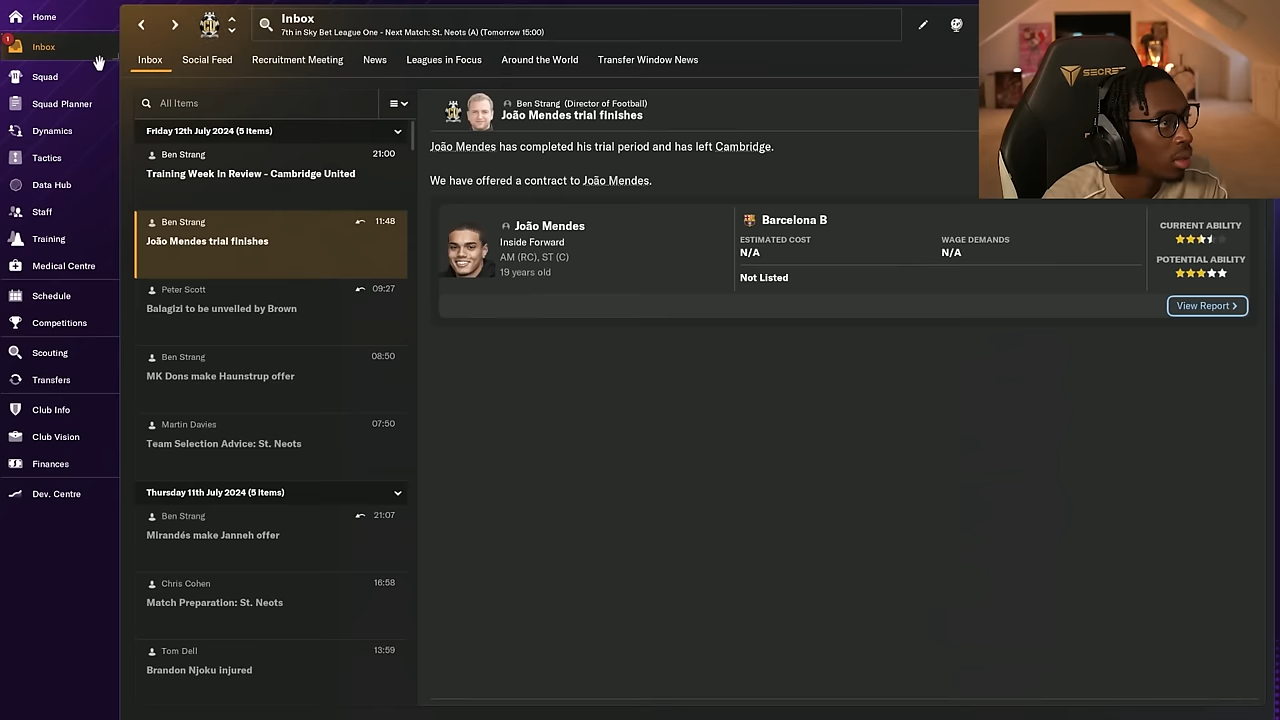 Home
1
Inbox
Squad
Squad Planner
Dynamics
Tactics
Data Hub
Staff
Training
Medical Centre
Schedule
Competitions
Scouting
Transfers
Club Info
Club Vision
Finances
Dev. Centre
Inbox
7th in Sky Bet League One - Next Match: St. Neots (A) (Tomorrow 15:00)
Inbox Social Feed Recruitment Meeting News Leagues in Focus Around the World Transfer Window News
All Items
Friday 12th July 2024 (5 Items)
Ben Strang 21:00
Training Week In Review - Cambridge United
Ben Strang 11:48
João Mendes trial finishes
Peter Scott 09:27
Balagizi to be unveiled by Brown
Ben Strang 08:50
MK Dons make Haunstrup offer
Martin Davies 07:50
Team Selection Advice: St. Neots
Thursday 11th July 2024 (5 Items)
Ben Strang 21:07
Mirandés make Janneh offer
Chris Cohen 16:58
Match Preparation: St. Neots
Tom Dell 13:59
Brandon Njoku injured
Ben Strang (Director of Football)
João Mendes trial finishes
João Mendes has completed his trial period and has left Cambridge.
We have offered a contract to João Mendes.
João Mendes
Inside Forward
AM (RC), ST (C)
19 years old
Barcelona B
ESTIMATED COST WAGE DEMANDS
N/A N/A
Not Listed
CURRENT ABILITY
POTENTIAL ABILITY
View Report >
SECRET